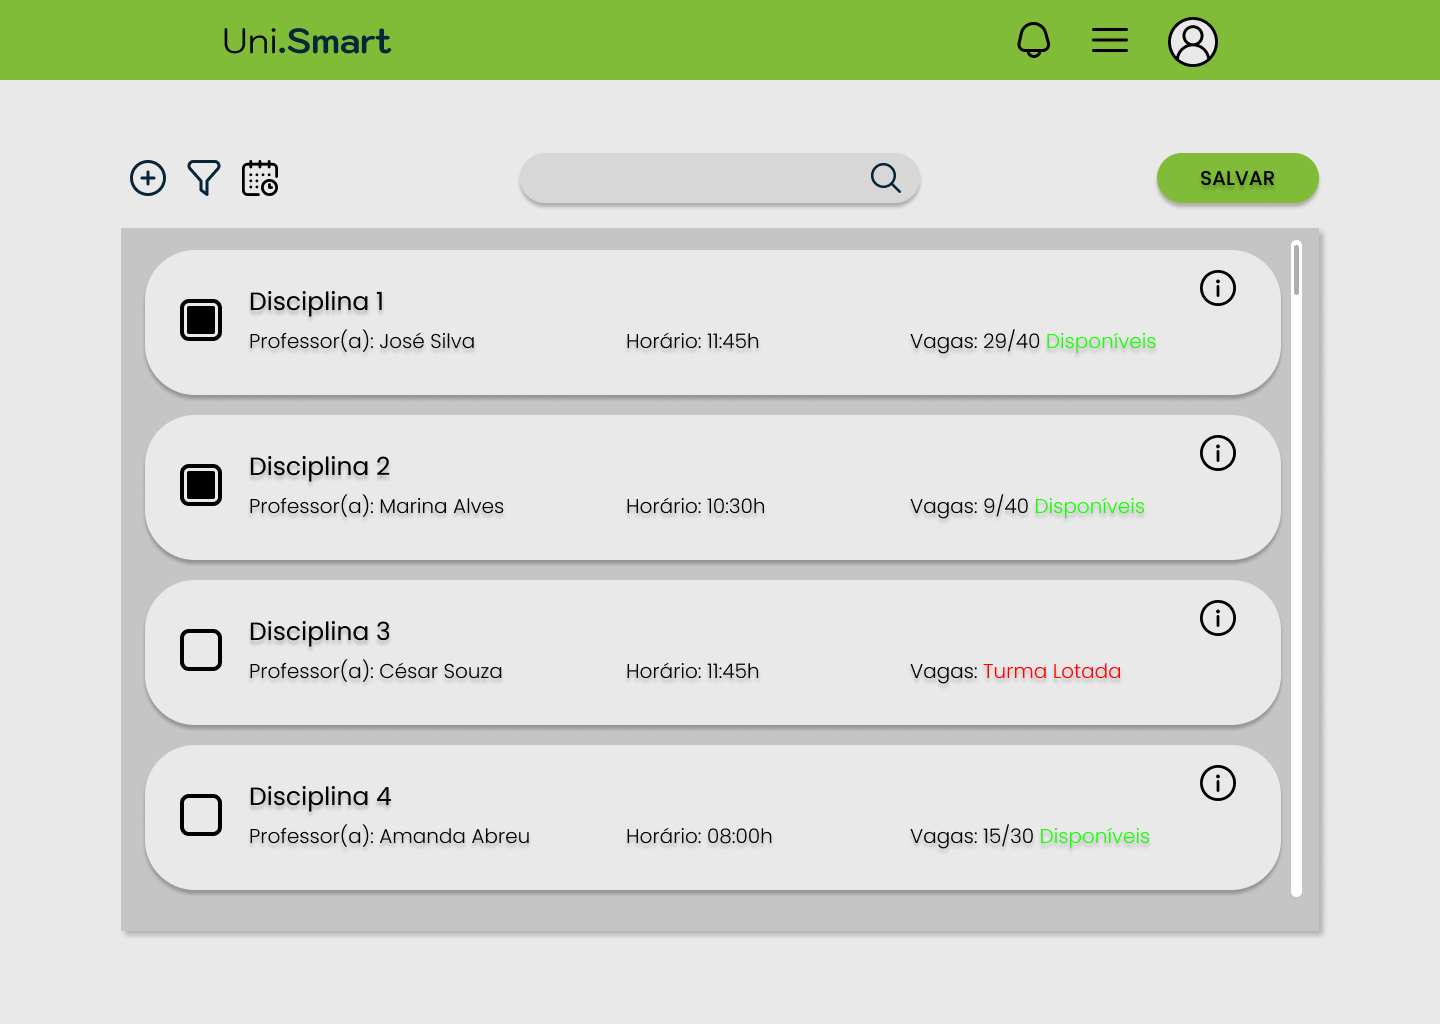 Uni.Smart
SALVAR
Disciplina 1
Professor(a): José Silva Horário: 11:45h Vagas: 29/40 Disponíveis
Disciplina 2
Professor(a): Marina Alves Horário: 10:30h Vagas: 9/40 Disponíveis
Disciplina 3
Professor(a): César Souza Horário: 11:45h Vagas: Turma Lotada
Disciplina 4
Professor(a): Amanda Abreu Horário: 08:00h Vagas: 15/30 Disponíveis